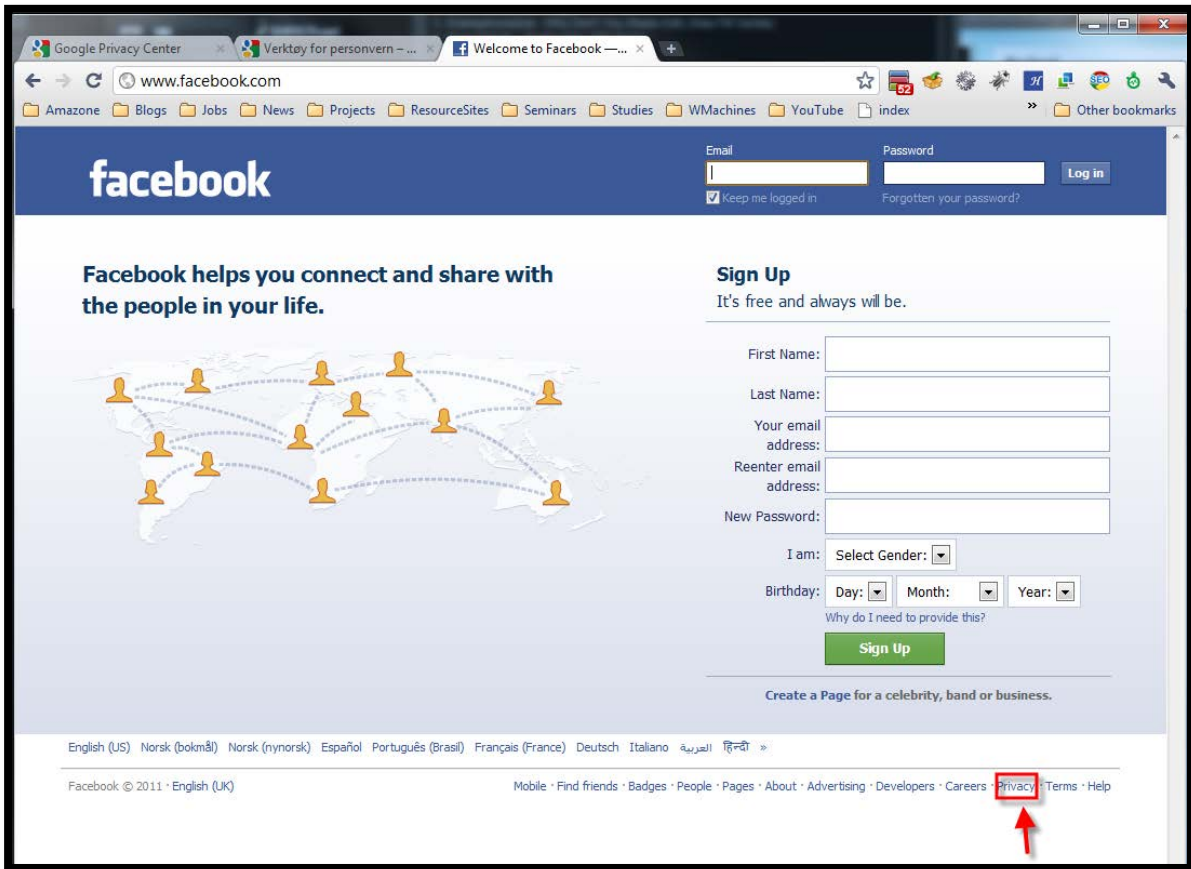 Google Privacy Center
Verktøy for personvern – ...
Welcome to Facebook —...
www.facebook.com
52
SEO
Amazone Blogs Jobs News Projects ResourceSites Seminars Studies WMachines YouTube index » Other bookmarks
Email Password
facebook
Log in
Keep me logged in Forgotten your password?
Facebook helps you connect and share with
the people in your life.
Sign Up
It's free and always will be.
First Name:
Last Name:
Your email
address:
Reenter email
address:
New Password:
I am: Select Gender:
Birthday: Day: Month: Year:
Why do I need to provide this?
Sign Up
Create a Page for a celebrity, band or business.
English (US) Norsk (bokmål) Norsk (nynorsk) Español Português (Brasil) Français (France) Deutsch Italiano العربية हिन्दी »
Facebook © 2011 · English (UK)
Mobile · Find friends · Badges · People · Pages · About · Advertising · Developers · Careers · Privacy · Terms · Help